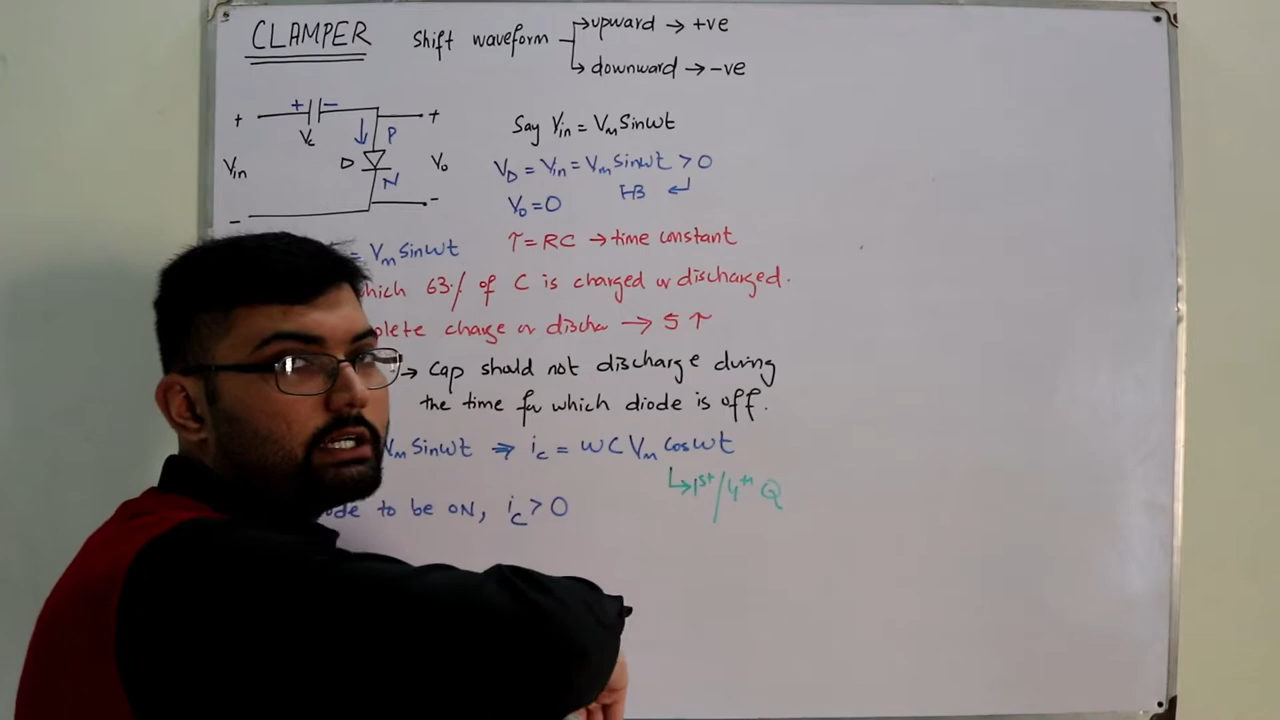 CLAMPER shift waveform → upward → +ve
→ downward → -ve
+ + - +
Vc P
Vin D Vo
N
- -
Say Vin = Vm Sinωt
VD = Vin = Vm Sinωt > 0
FB ↲
Vo = 0
= Vm Sinωt τ = RC → time constant
which 63% of C is charged or discharged.
plete charge or discha → 5 τ
→ Cap should not discharge during
the time for which diode is off.
Vm Sinωt ⇒ ic = ωC Vm Cosωt
↳ 1st/4th Q
ode to be ON, ic > 0